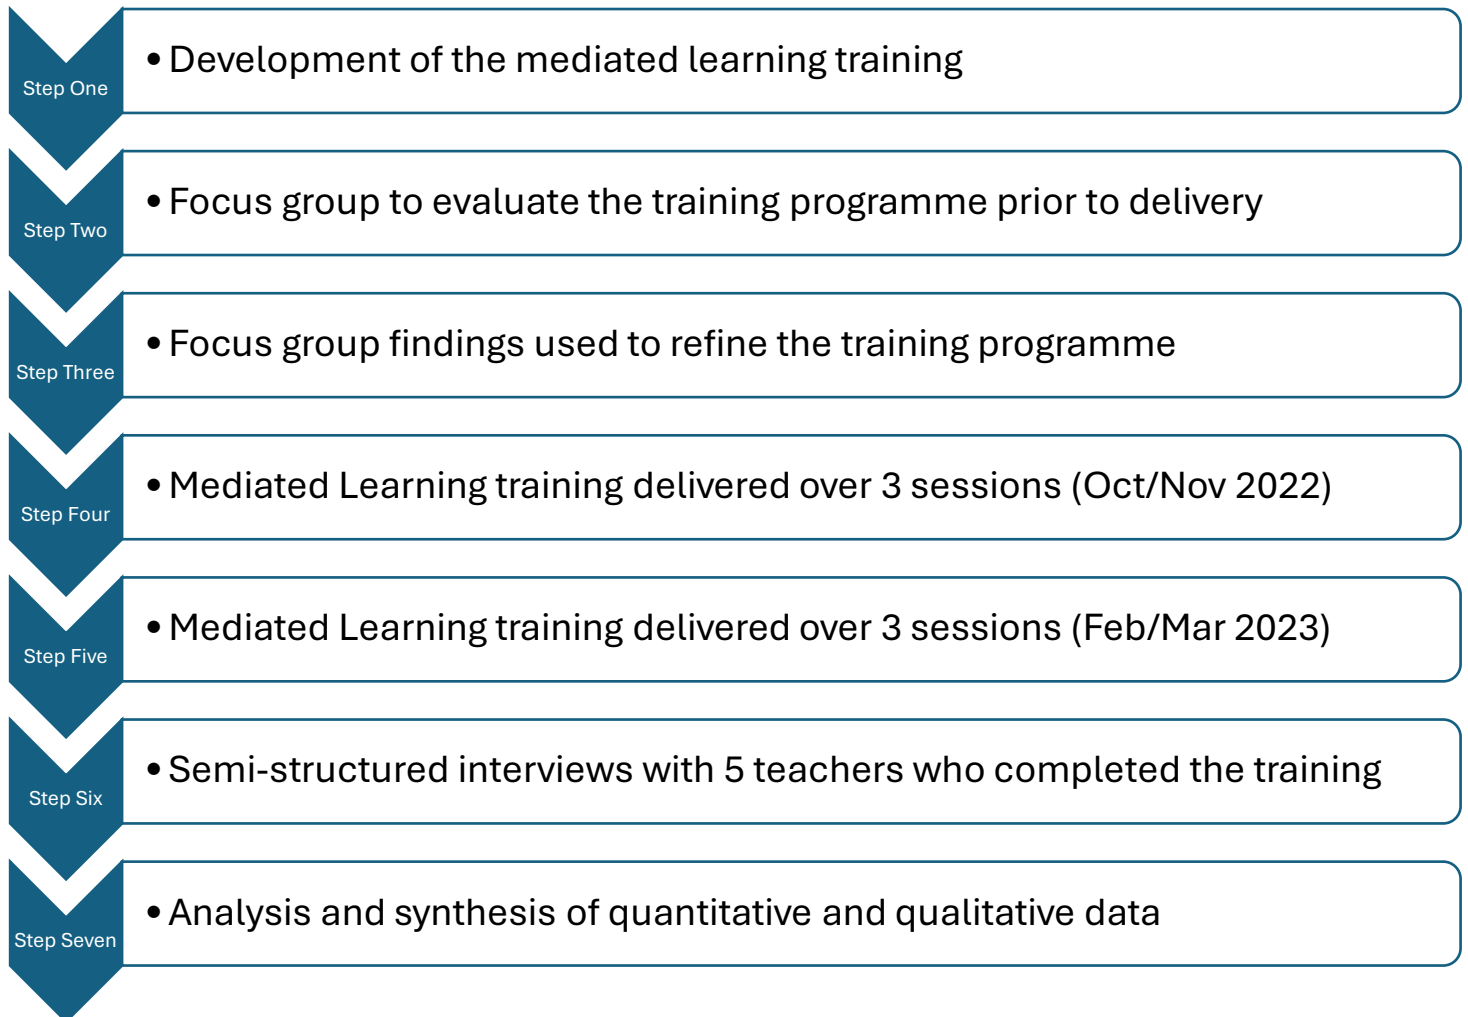 Step One
• Development of the mediated learning training
Step Two
• Focus group to evaluate the training programme prior to delivery
Step Three
• Focus group findings used to refine the training programme
Step Four
• Mediated Learning training delivered over 3 sessions (Oct/Nov 2022)
Step Five
• Mediated Learning training delivered over 3 sessions (Feb/Mar 2023)
Step Six
• Semi-structured interviews with 5 teachers who completed the training
Step Seven
• Analysis and synthesis of quantitative and qualitative data